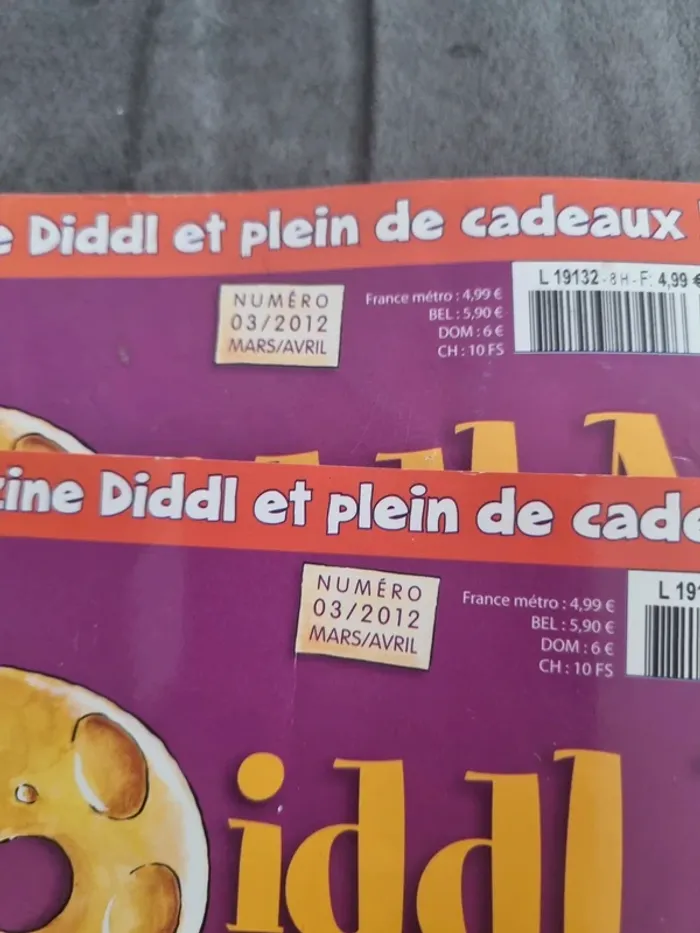 e Diddl et plein de cadeaux
NUMÉRO
03/2012
MARS/AVRIL
France métro : 4,99 €
BEL : 5,90 €
DOM : 6 €
CH : 10 FS
L 19132 - 8 H - F: 4,99 €
zine Diddl et plein de cade
NUMÉRO
03/2012
MARS/AVRIL
France métro : 4,99 €
BEL : 5,90 €
DOM : 6 €
CH : 10 FS
L 191
iddl